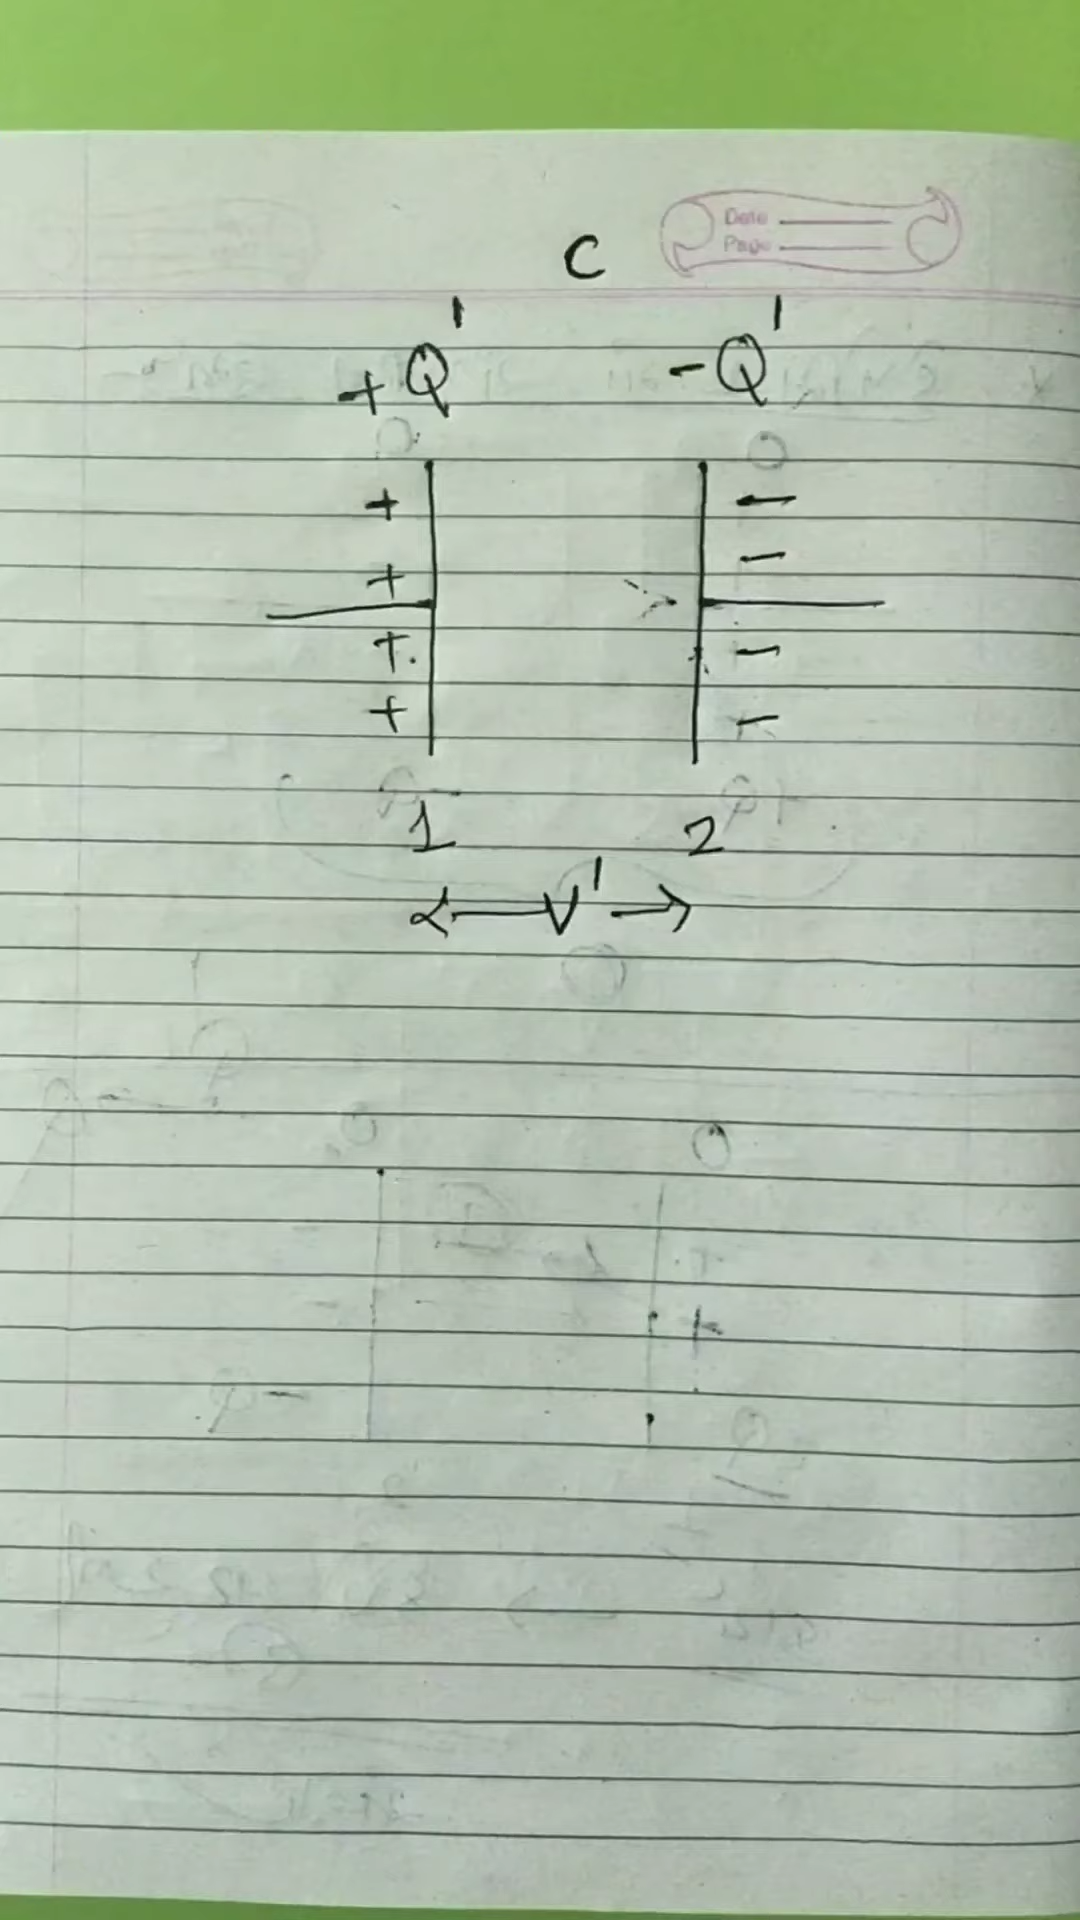 C
Date
Page
+Q' -Q'
+ -
+ -
+ -
+ -
1 2
V'